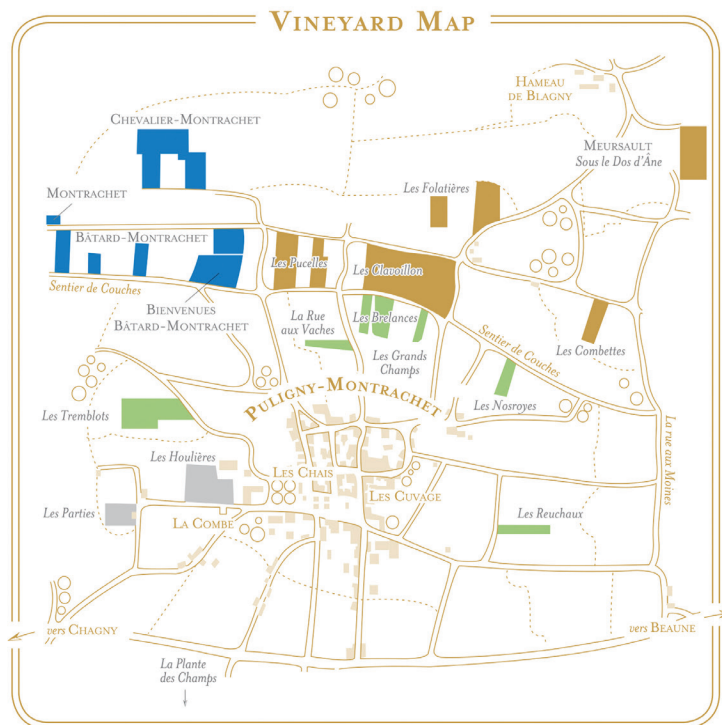 VINEYARD MAP
HAMEAU
DE BLAGNY
CHEVALIER-MONTRACHET
MEURSAULT
Sous le Dos d'Âne
MONTRACHET
Les Folatières
BÂTARD-MONTRACHET
Les Pucelles
Les Clavoillon
Sentier de Couches
BIENVENUES
BÂTARD-MONTRACHET
La Rue
aux Vaches
Les Brelances
Les Grands
Champs
Sentier de Couches
Les Combettes
PULIGNY-MONTRACHET
Les Nosroyes
Les Tremblots
La rue aux Moines
Les Houlières
LES CHAIS
LES CUVAGE
Les Parties
LA COMBE
Les Reuchaux
vers CHAGNY
vers BEAUNE
La Plante
des Champs